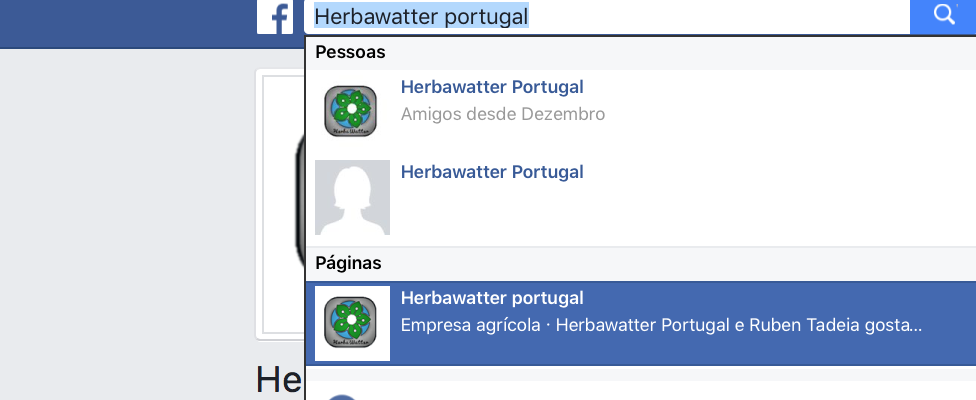 Herbawatter portugal
Pessoas
Herbawatter Portugal
Amigos desde Dezembro
Herbawatter Portugal
Páginas
Herbawatter portugal
Empresa agrícola · Herbawatter Portugal e Ruben Tadeia gosta...
He